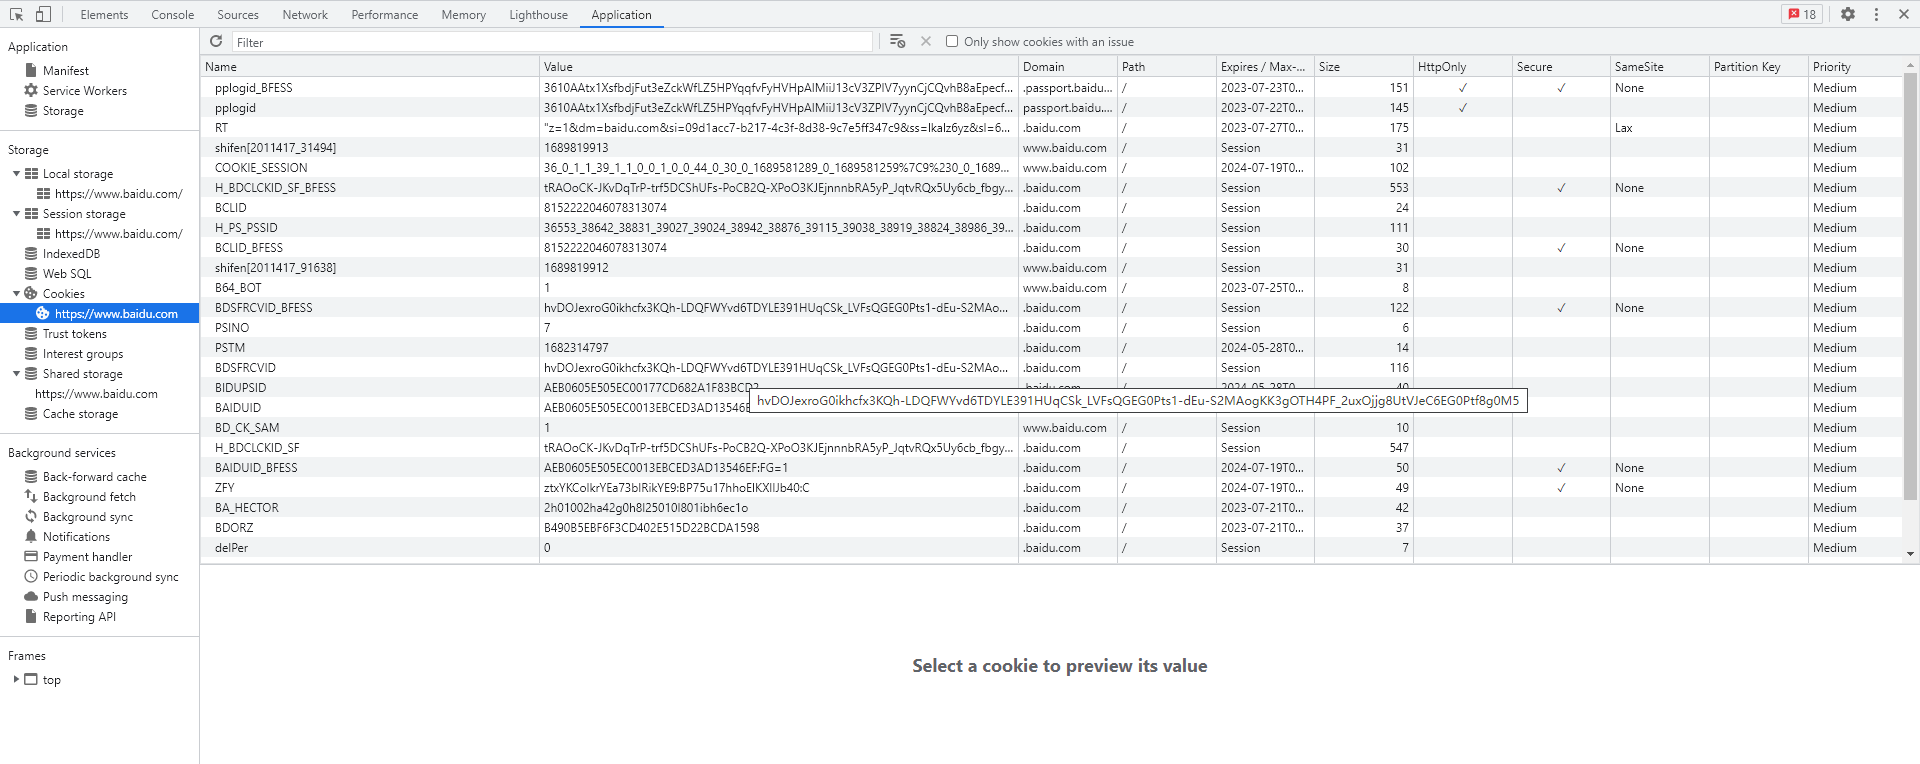 Elements Console Sources Network Performance Memory Lighthouse Application 18
Application
Manifest
Service Workers
Storage
Storage
Local storage
https://www.baidu.com/
Session storage
https://www.baidu.com/
IndexedDB
Web SQL
Cookies
https://www.baidu.com
Trust tokens
Interest groups
Shared storage
https://www.baidu.com
Cache storage
Background services
Back-forward cache
Background fetch
Background sync
Notifications
Payment handler
Periodic background sync
Push messaging
Reporting API
Frames
top
Filter Only show cookies with an issue
Name Value Domain Path Expires / Max-... Size HttpOnly Secure SameSite Partition Key Priority
pplogid_BFESS 3610AAtx1XsfbdjFut3eZckWfLZ5HPYqqfvFyHVHpAIMiiJ13cV3ZPIV7yynCjCQvhB8aEpecf... .passport.baidu.... / 2023-07-23T0... 151 ✓ ✓ None Medium
pplogid 3610AAtx1XsfbdjFut3eZckWfLZ5HPYqqfvFyHVHpAIMiiJ13cV3ZPIV7yynCjCQvhB8aEpecf... passport.baidu.... / 2023-07-22T0... 145 ✓ Medium
RT "z=1&dm=baidu.com&si=09d1acc7-b217-4c3f-8d38-9c7e5ff347c9&ss=lkalz6yz&sl=6... .baidu.com / 2023-07-27T0... 175 Lax Medium
shifen[2011417_31494] 1689819913 www.baidu.com / Session 31 Medium
COOKIE_SESSION 36_0_1_1_39_1_1_0_0_1_0_0_44_0_30_0_1689581289_0_1689581259%7C9%230_0_1689... www.baidu.com / 2024-07-19T0... 102 Medium
H_BDCLCKID_SF_BFESS tRAOoCK-JKvDqTrP-trf5DCShUFs-PoCB2Q-XPoO3KJEjnnnbRA5yP_JqtvRQx5Uy6cb_fbgy... .baidu.com / Session 553 ✓ None Medium
BCLID 8152222046078313074 .baidu.com / Session 24 Medium
H_PS_PSSID 36553_38642_38831_39027_39024_38942_38876_39115_39038_38919_38824_38986_39... .baidu.com / Session 111 Medium
BCLID_BFESS 8152222046078313074 .baidu.com / Session 30 ✓ None Medium
shifen[2011417_91638] 1689819912 www.baidu.com / Session 31 Medium
B64_BOT 1 www.baidu.com / 2023-07-25T0... 8 Medium
BDSFRCVID_BFESS hvDOJexroG0ikhcfx3KQh-LDQFWYvd6TDYLE391HUqCSk_LVFsQGEG0Pts1-dEu-S2MAo... .baidu.com / Session 122 ✓ None Medium
PSINO 7 .baidu.com / Session 6 Medium
PSTM 1682314797 .baidu.com / 2024-05-28T0... 14 Medium
BDSFRCVID hvDOJexroG0ikhcfx3KQh-LDQFWYvd6TDYLE391HUqCSk_LVFsQGEG0Pts1-dEu-S2MAo... .baidu.com / Session 116 Medium
BIDUPSID AEB0605E505EC00177CD682A1F83BCD2 .baidu.com / 2024-05-28T0... 40 Medium
hvDOJexroG0ikhcfx3KQh-LDQFWYvd6TDYLE391HUqCSk_LVFsQGEG0Pts1-dEu-S2MAogKK3gOTH4PF_2uxOjjg8UtVJeC6EG0Ptf8g0M5
BAIDUID AEB0605E505EC0013EBCED3AD13546E Medium
BD_CK_SAM 1 www.baidu.com / Session 10 Medium
H_BDCLCKID_SF tRAOoCK-JKvDqTrP-trf5DCShUFs-PoCB2Q-XPoO3KJEjnnnbRA5yP_JqtvRQx5Uy6cb_fbgy... .baidu.com / Session 547 Medium
BAIDUID_BFESS AEB0605E505EC0013EBCED3AD13546EF:FG=1 .baidu.com / 2024-07-19T0... 50 ✓ None Medium
ZFY ztxYKCoIkrYEa73bIRikYE9:BP75u17hhoEIKXIIJb40:C .baidu.com / 2024-07-19T0... 49 ✓ None Medium
BA_HECTOR 2h01002ha42g0h8l25010l801ibh6ec1o .baidu.com / 2023-07-21T0... 42 Medium
BDORZ B490B5EBF6F3CD402E515D22BCDA1598 .baidu.com / 2023-07-21T0... 37 Medium
delPer 0 .baidu.com / Session 7 Medium
Select a cookie to preview its value